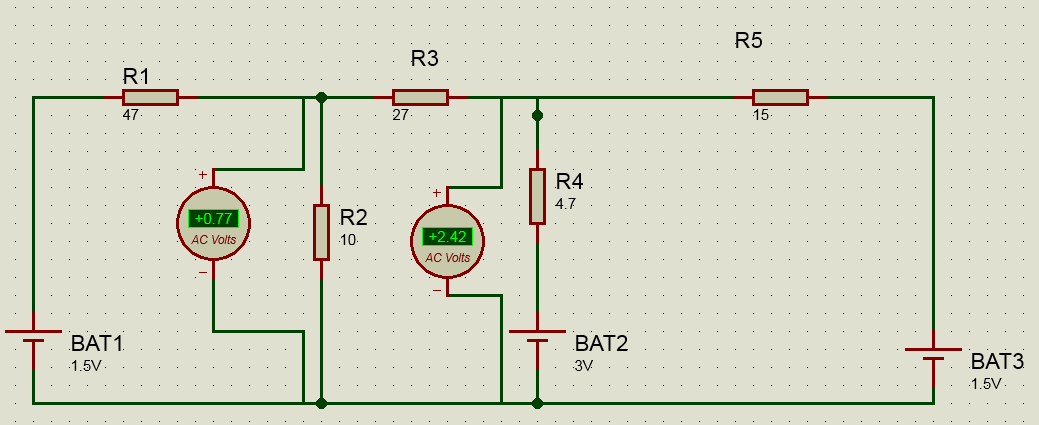 R5
R3
R1
47
27
15
+
+0.77
AC Volts
−
R2
10
+
+2.42
AC Volts
−
R4
4.7
BAT1
1.5V
BAT2
3V
BAT3
1.5V